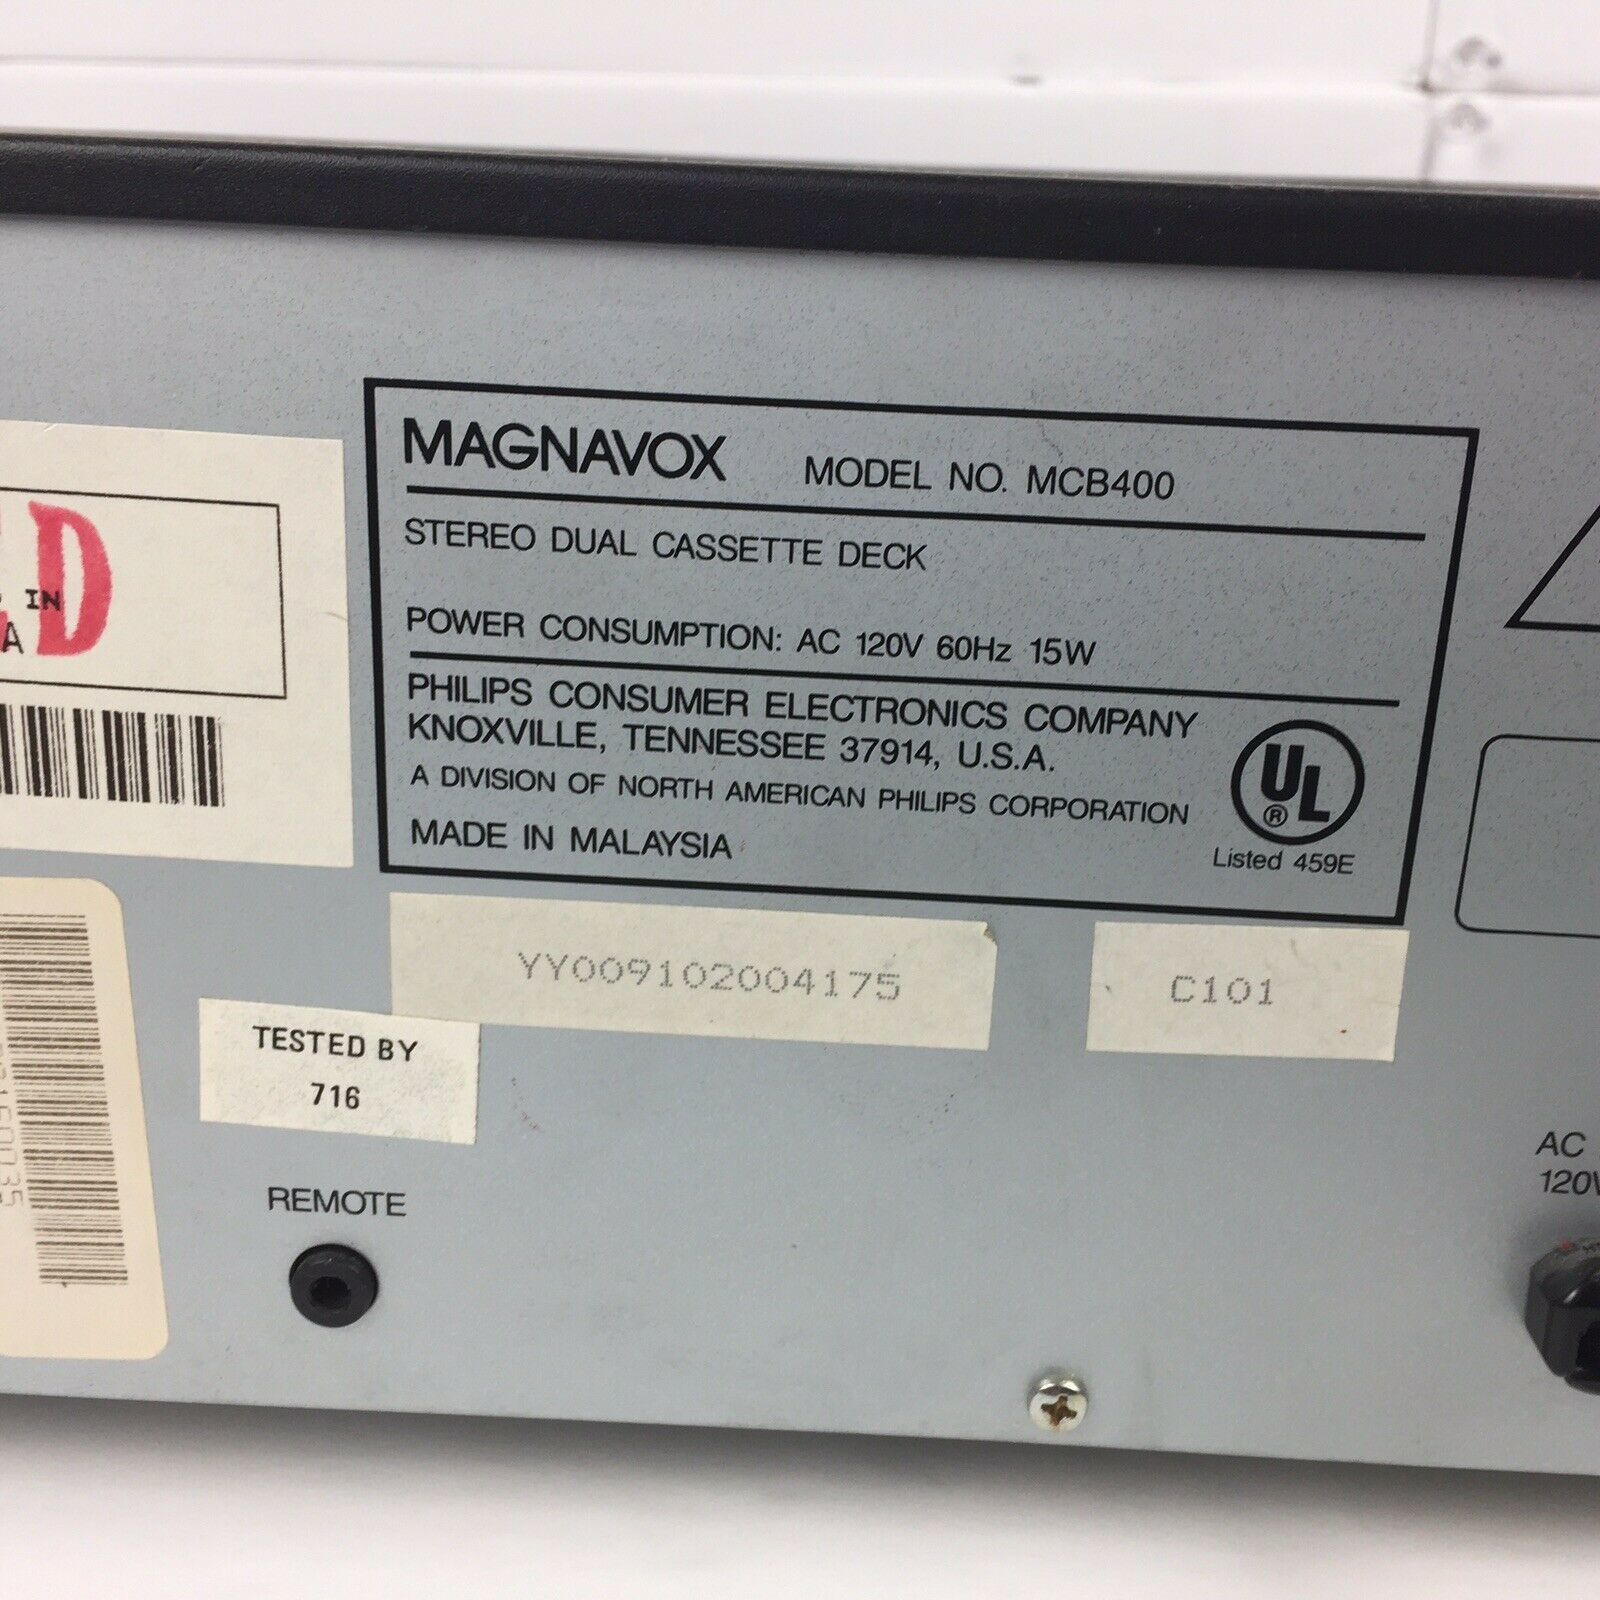 MAGNAVOX MODEL NO. MCB400
STEREO DUAL CASSETTE DECK
POWER CONSUMPTION: AC 120V 60Hz 15W
PHILIPS CONSUMER ELECTRONICS COMPANY
KNOXVILLE, TENNESSEE 37914, U.S.A.
A DIVISION OF NORTH AMERICAN PHILIPS CORPORATION
MADE IN MALAYSIA
UL ®
Listed 459E
IN
A
D
YY009102004175
C101
TESTED BY
716
REMOTE
AC
120V